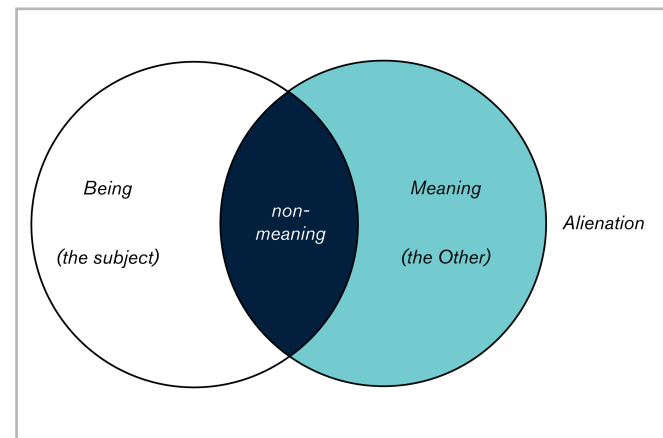 Being
(the subject)
non-
meaning
Meaning
(the Other)
Alienation